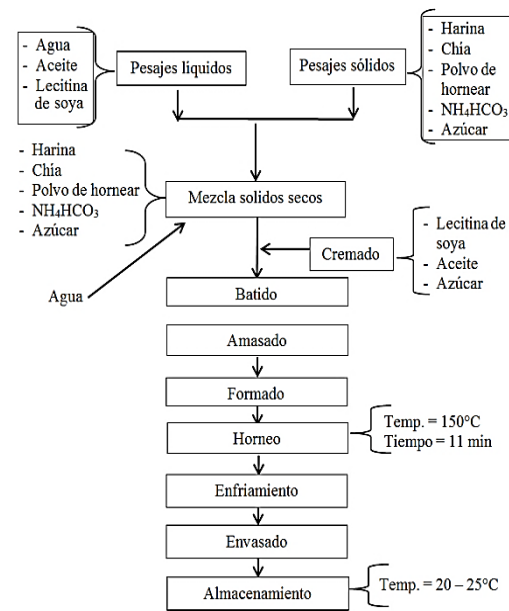 - Agua
- Aceite
- Lecitina
de soya
Pesajes líquidos
Pesajes sólidos
- Harina
- Chía
- Polvo de
hornear
- NH₄HCO₃
- Azúcar
- Harina
- Chía
- Polvo de hornear
- NH₄HCO₃
- Azúcar
Mezcla solidos secos
Agua
Cremado
- Lecitina de
soya
- Aceite
- Azúcar
Batido
Amasado
Formado
Horneo
Temp. = 150°C
Tiempo = 11 min
Enfriamiento
Envasado
Almacenamiento
Temp. = 20 – 25°C